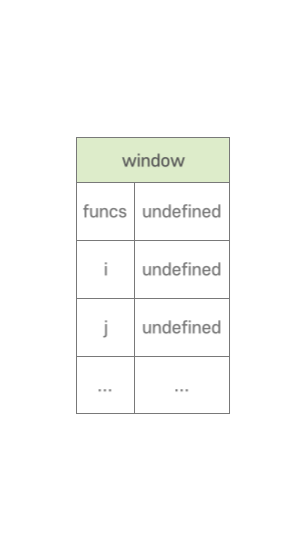 window
funcs undefined
i undefined
j undefined
... ...